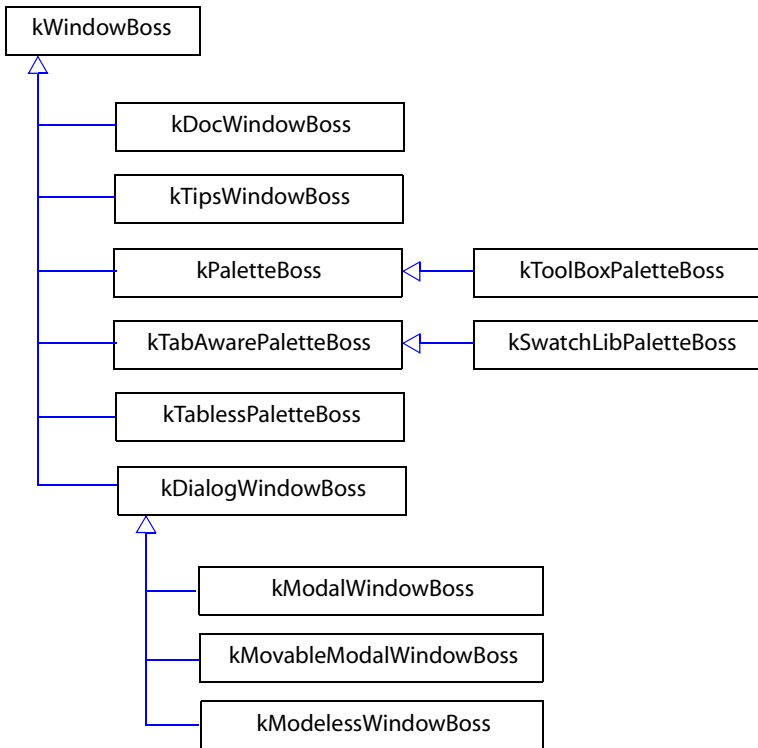 kWindowBoss
kDocWindowBoss
kTipsWindowBoss
kPaletteBoss
kToolBoxPaletteBoss
kTabAwarePaletteBoss
kSwatchLibPaletteBoss
kTablessPaletteBoss
kDialogWindowBoss
kModalWindowBoss
kMovableModalWindowBoss
kModelessWindowBoss